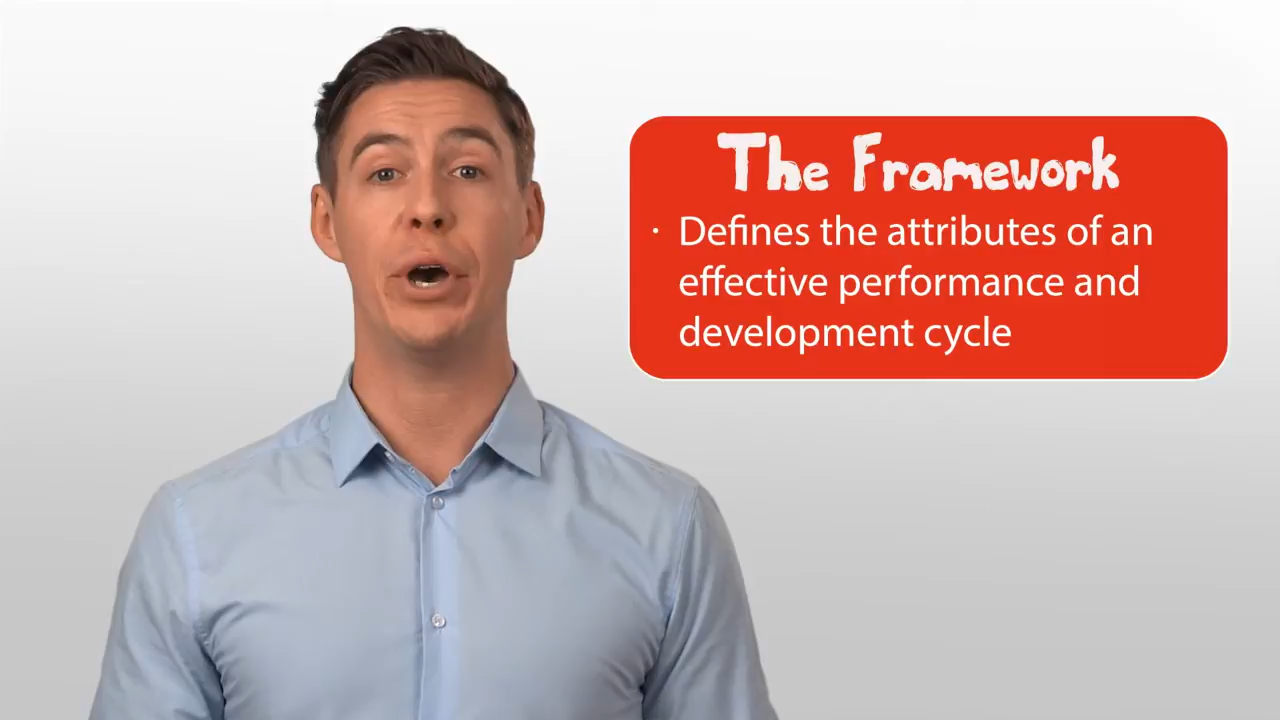 The Framework
· Defines the attributes of an
effective performance and
development cycle